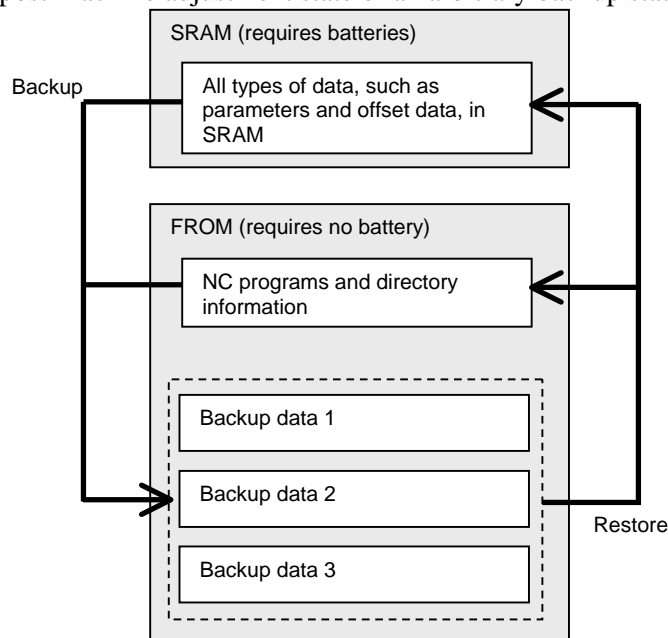 SRAM (requires batteries)
Backup
All types of data, such as
parameters and offset data, in
SRAM
FROM (requires no battery)
NC programs and directory
information
Backup data 1
Backup data 2
Backup data 3
Restore